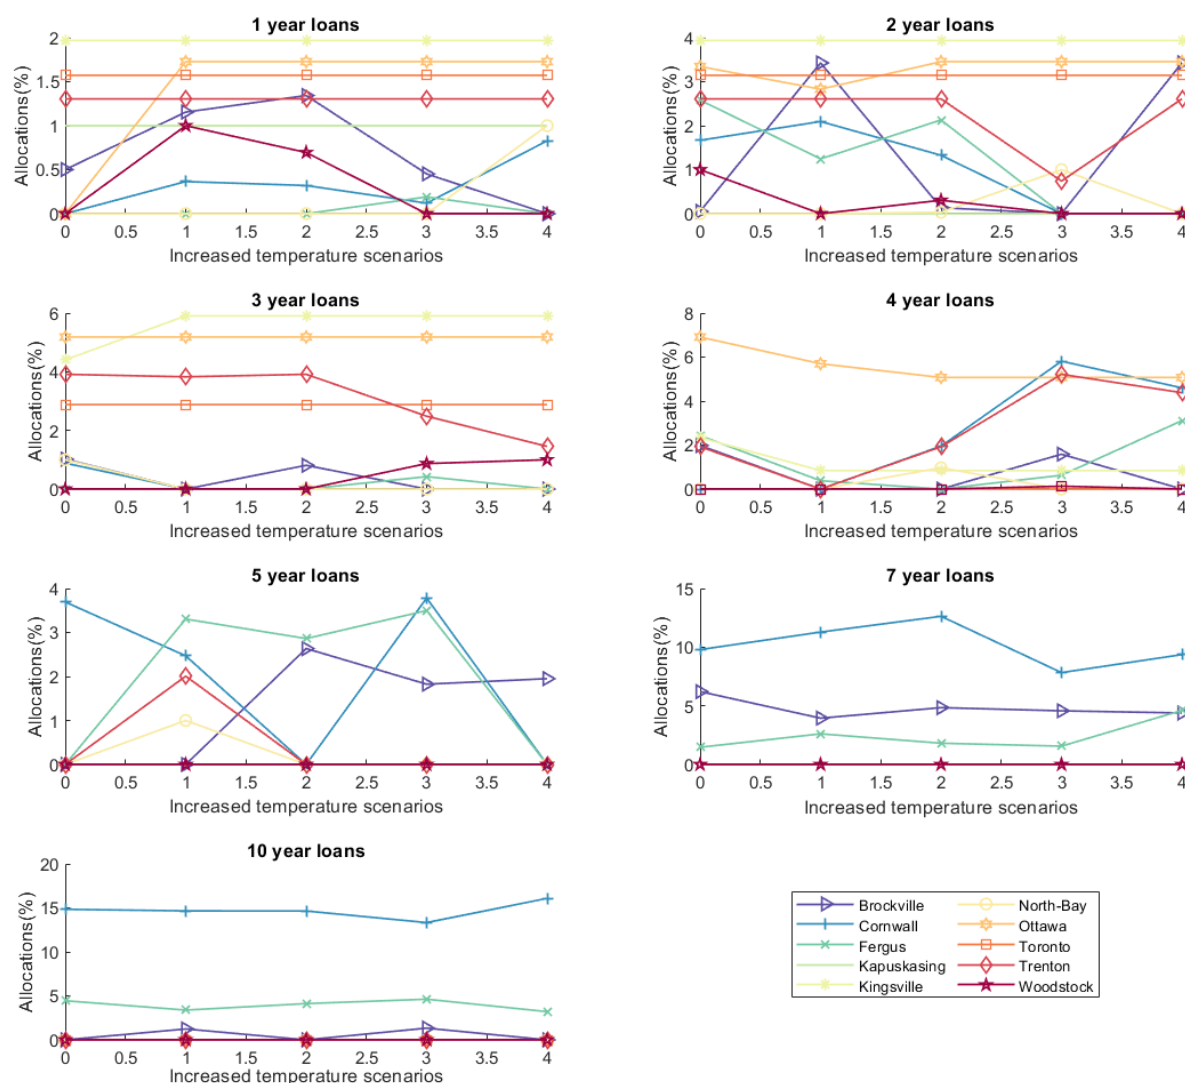 1 year loans
Allocations(%)
2
1.5
1
0.5
0
0 0.5 1 1.5 2 2.5 3 3.5 4
Increased temperature scenarios
2 year loans
Allocations(%)
4
3
2
1
0
0 0.5 1 1.5 2 2.5 3 3.5 4
Increased temperature scenarios
3 year loans
Allocations(%)
6
4
2
0
0 0.5 1 1.5 2 2.5 3 3.5 4
Increased temperature scenarios
4 year loans
Allocations(%)
8
6
4
2
0
0 0.5 1 1.5 2 2.5 3 3.5 4
Increased temperature scenarios
5 year loans
Allocations(%)
4
3
2
1
0
0 0.5 1 1.5 2 2.5 3 3.5 4
Increased temperature scenarios
7 year loans
Allocations(%)
15
10
5
0
0 0.5 1 1.5 2 2.5 3 3.5 4
Increased temperature scenarios
10 year loans
Allocations(%)
20
15
10
5
0
0 0.5 1 1.5 2 2.5 3 3.5 4
Increased temperature scenarios
Brockville
Cornwall
Fergus
Kapuskasing
Kingsville
North-Bay
Ottawa
Toronto
Trenton
Woodstock